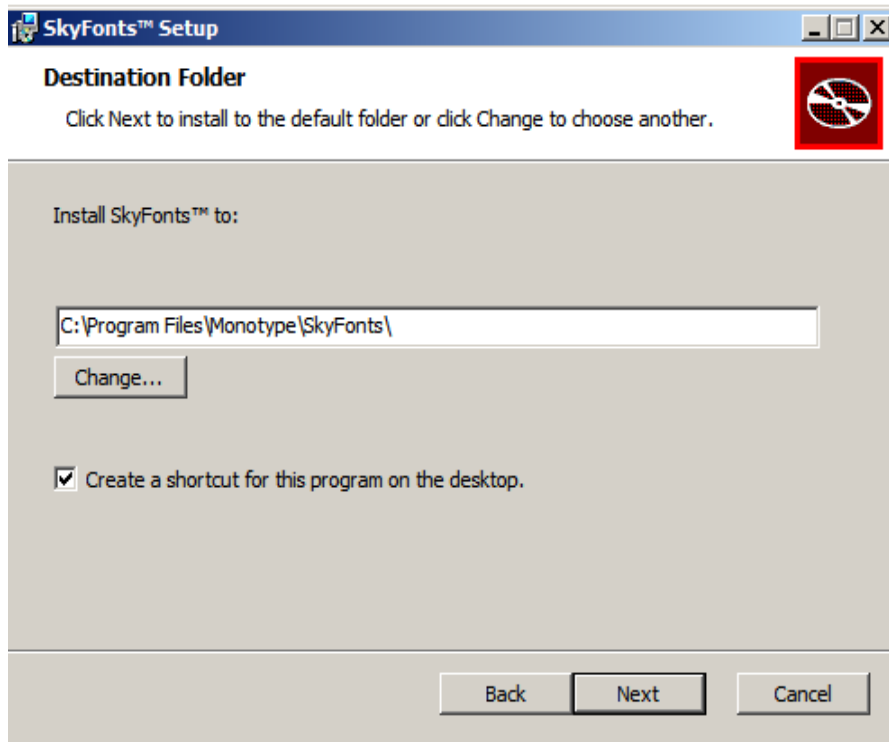 SkyFonts™ Setup
Destination Folder
Click Next to install to the default folder or click Change to choose another.
Install SkyFonts™ to:
C:\Program Files\Monotype\SkyFonts\
Change...
Create a shortcut for this program on the desktop.
Back Next Cancel